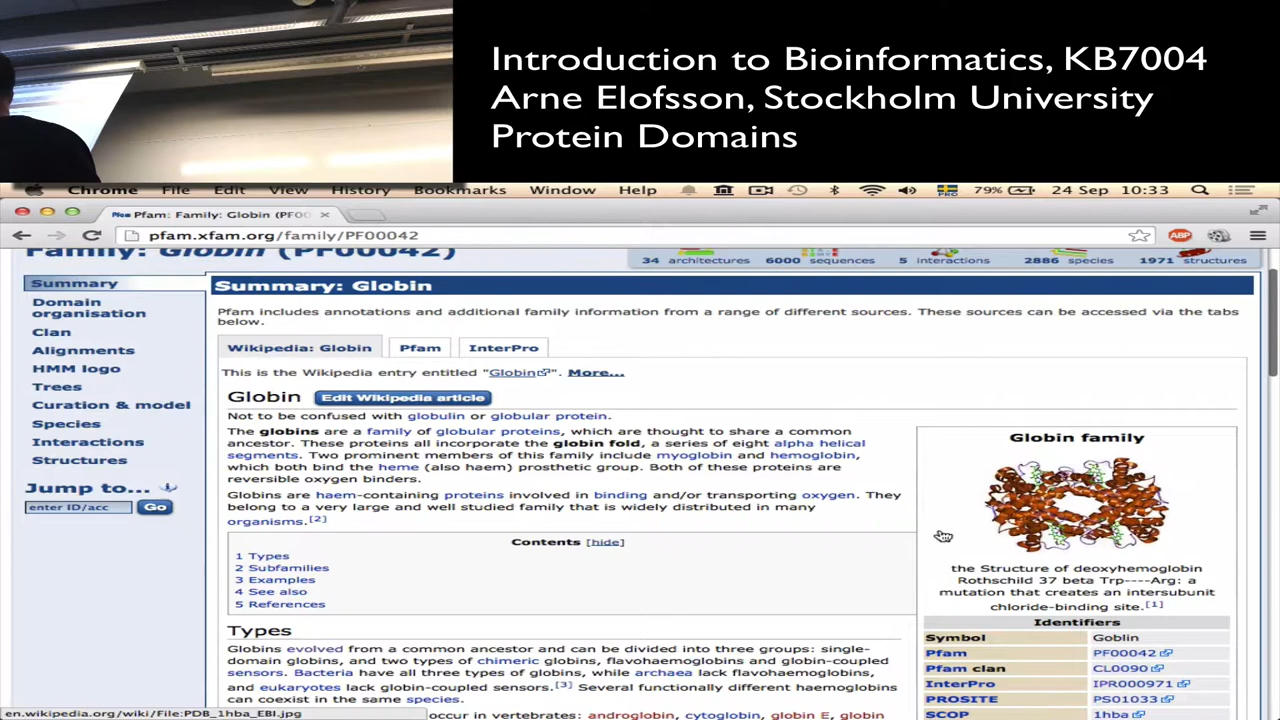 Introduction to Bioinformatics, KB7004
Arne Elofsson, Stockholm University
Protein Domains
Chrome File Edit View History Bookmarks Window Help 79% 24 Sep 10:33
Pfam: Family: Globin (PF00
pfam.xfam.org/family/PF00042 ABP
Family: Globin (PF00042)
34 architectures 6000 sequences 5 interactions 2886 species 1971 structures
Summary
Domain
organisation
Clan
Alignments
HMM logo
Trees
Curation & model
Species
Interactions
Structures
Jump to...
enter ID/acc Go
Summary: Globin
Pfam includes annotations and additional family information from a range of different sources. These sources can be accessed via the tabs
below.
Wikipedia: Globin Pfam InterPro
This is the Wikipedia entry entitled "Globin". More...
Globin Edit Wikipedia article
Not to be confused with globulin or globular protein.
The globins are a family of globular proteins, which are thought to share a common
ancestor. These proteins all incorporate the globin fold, a series of eight alpha helical
segments. Two prominent members of this family include myoglobin and hemoglobin,
which both bind the heme (also haem) prosthetic group. Both of these proteins are
reversible oxygen binders.
Globins are haem-containing proteins involved in binding and/or transporting oxygen. They
belong to a very large and well studied family that is widely distributed in many
organisms.[2]
Contents [hide]
1 Types
2 Subfamilies
3 Examples
4 See also
5 References
Types
Globins evolved from a common ancestor and can be divided into three groups: single-
domain globins, and two types of chimeric globins, flavohaemoglobins and globin-coupled
sensors. Bacteria have all three types of globins, while archaea lack flavohaemoglobins,
and eukaryotes lack globin-coupled sensors.[3] Several functionally different haemoglobins
can coexist in the same species.
occur in vertebrates: androglobin, cytoglobin, globin E, globin
Globin family
the Structure of deoxyhemoglobin
Rothschild 37 beta Trp----Arg: a
mutation that creates an intersubunit
chloride-binding site.[1]
Identifiers
Symbol Goblin
Pfam PF00042
Pfam clan CL0090
InterPro IPR000971
PROSITE PS01033
SCOP 1hba
en.wikipedia.org/wiki/File:PDB_1hba_EBI.jpg